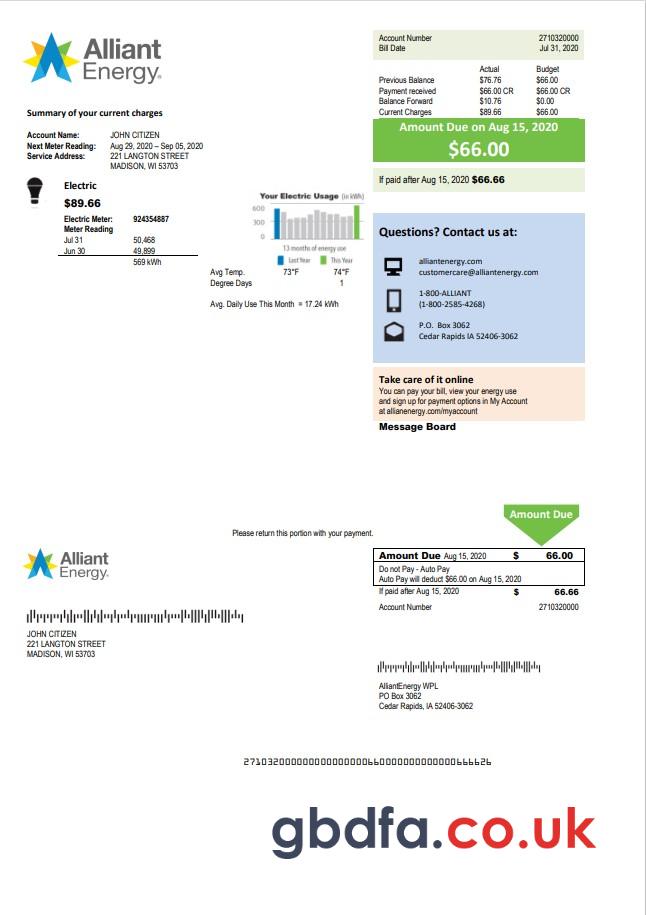 Alliant
Energy®
Account Number 2710320000
Bill Date Jul 31, 2020
Actual Budget
Previous Balance $76.76 $66.00
Payment received $66.00 CR $66.00 CR
Balance Forward $10.76 $0.00
Current Charges $89.66 $66.00
Amount Due on Aug 15, 2020
$66.00
If paid after Aug 15, 2020 $66.66
Summary of your current charges
Account Name: JOHN CITIZEN
Next Meter Reading: Aug 29, 2020 – Sep 05, 2020
Service Address: 221 LANGTON STREET
MADISON, WI 53703
Electric
$89.66
Electric Meter: 924354887
Meter Reading
Jul 31 50,468
Jun 30 49,899
569 kWh
Your Electric Usage (in kWh)
600
300
0
13 months of energy use
Last Year This Year
Avg Temp. 73°F 74°F
Degree Days 1
Avg. Daily Use This Month = 17.24 kWh
Questions? Contact us at:
alliantenergy.com
customercare@alliantenergy.com
1-800-ALLIANT
(1-800-2585-4268)
P.O. Box 3062
Cedar Rapids IA 52406-3062
Take care of it online
You can pay your bill, view your energy use
and sign up for payment options in My Account
at allianenergy.com/myaccount
Message Board
Amount Due
Please return this portion with your payment.
Alliant
Energy®
Amount Due Aug 15, 2020 $ 66.00
Do not Pay - Auto Pay
Auto Pay will deduct $66.00 on Aug 15, 2020
If paid after Aug 15, 2020 $ 66.66
Account Number 2710320000
JOHN CITIZEN
221 LANGTON STREET
MADISON, WI 53703
AlliantEnergy WPL
PO Box 3062
Cedar Rapids, IA 52406-3062
gbdfa.co.uk